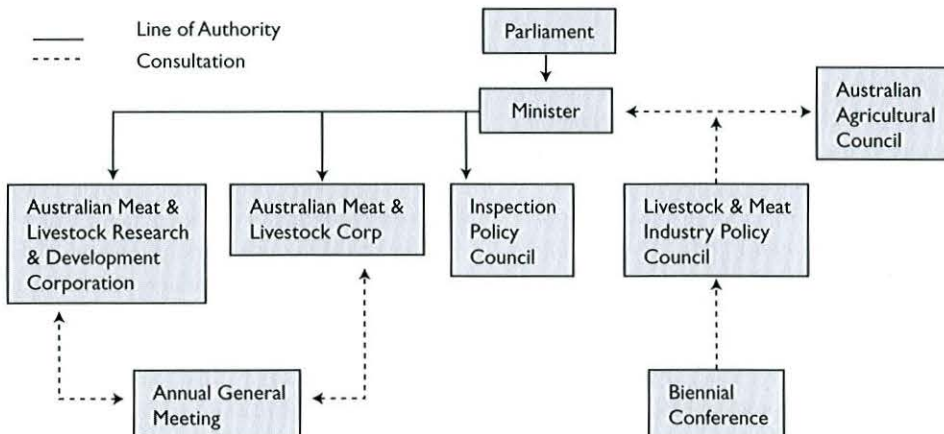 Line of Authority
Consultation
Parliament
Minister
Australian
Agricultural
Council
Australian Meat &
Livestock Research
& Development
Corporation
Australian Meat &
Livestock Corp
Inspection
Policy
Council
Livestock & Meat
Industry Policy
Council
Annual General
Meeting
Biennial
Conference